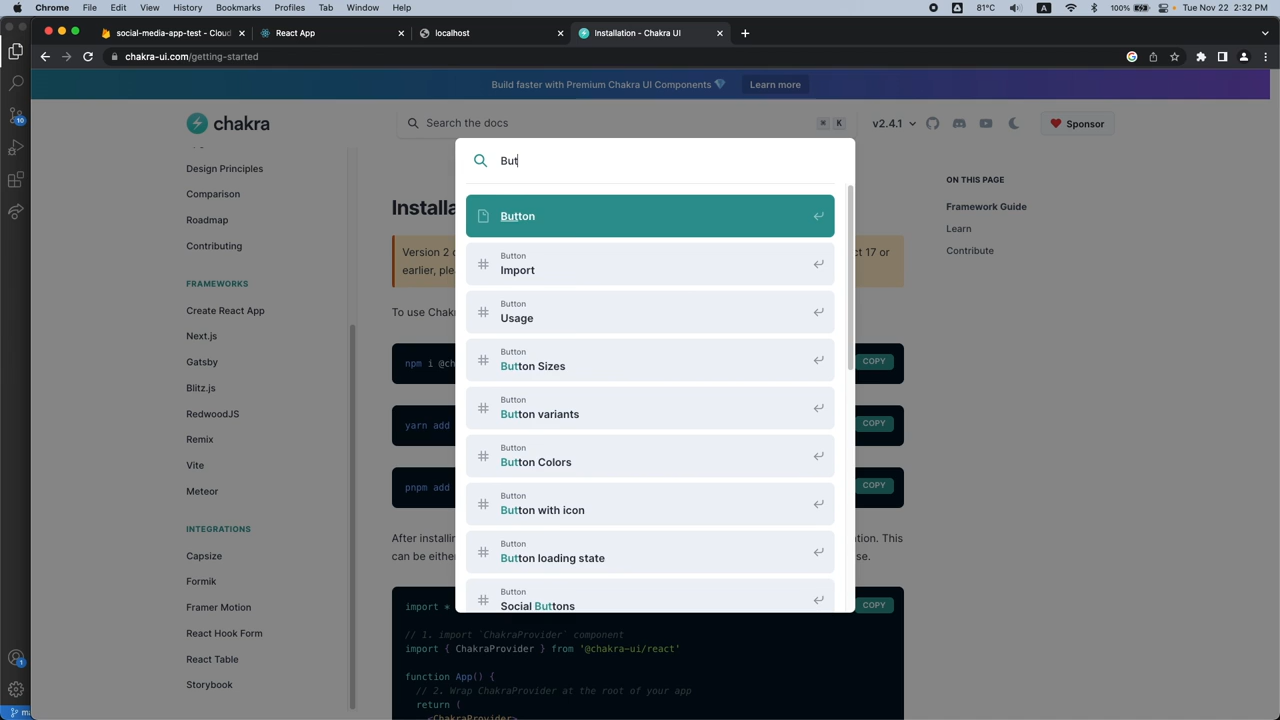 Chrome File Edit View History Bookmarks Profiles Tab Window Help 81°C A 100% Tue Nov 22 2:32 PM
social-media-app-test - Cloud React App localhost Installation - Chakra UI
chakra-ui.com/getting-started
Build faster with Premium Chakra UI Components 💎 Learn more
chakra Search the docs ⌘ K v2.4.1 Sponsor
But
Button
Button
Import
Button
Usage
Button
Button Sizes
Button
Button variants
Button
Button Colors
Button
Button with icon
Button
Button loading state
Button
Social Buttons
Design Principles
Comparison
Roadmap
Contributing
FRAMEWORKS
Create React App
Next.js
Gatsby
Blitz.js
RedwoodJS
Remix
Vite
Meteor
INTEGRATIONS
Capsize
Formik
Framer Motion
React Hook Form
React Table
Storybook
Installa
Version 2 ct 17 or
earlier, ple
To use Chak
npm i @ch COPY
yarn add COPY
pnpm add COPY
After installin ation. This
can be eithe se.
import * COPY
// 1. import `ChakraProvider` component
import { ChakraProvider } from '@chakra-ui/react'
function App() {
// 2. Wrap ChakraProvider at the root of your app
return (
<ChakraProvider>
ON THIS PAGE
Framework Guide
Learn
Contribute
10
1
ma